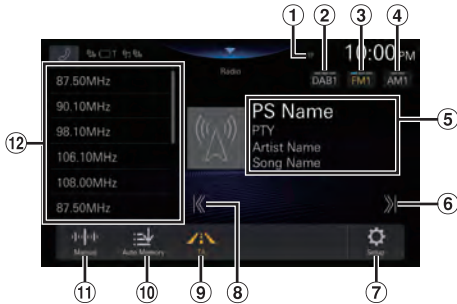 ① ② ③ ④
10:00 PM
Radio
DAB1 FM1 AM1
87.50MHz
90.10MHz
98.10MHz
106.10MHz
108.00MHz
87.50MHz
PS Name
PTY
Artist Name
Song Name
⑤
⑫
⑥
Manual
Auto Memory
TA
Setup
⑪ ⑩ ⑨ ⑧ ⑦